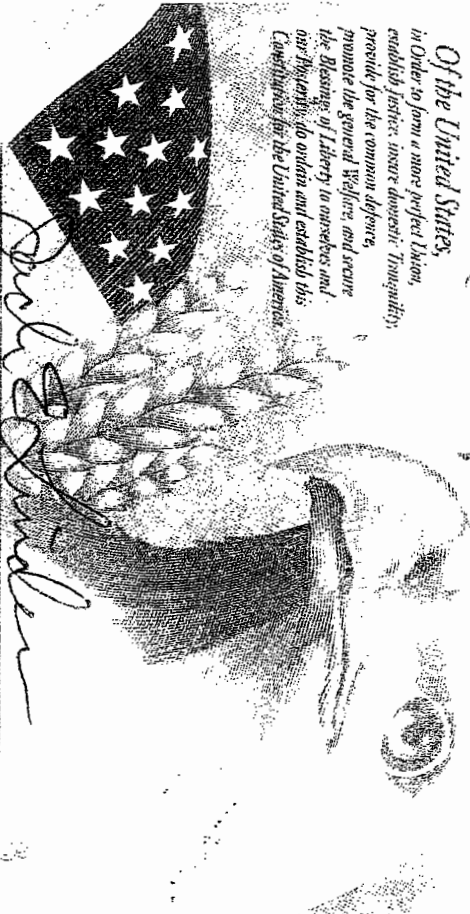 Of the United States,
in Order to form a more perfect Union,
establish Justice, insure domestic Tranquility,
provide for the common defence,
promote the general Welfare, and secure
the Blessings of Liberty to ourselves and
our Posterity, do ordain and establish this
Constitution for the United States of America.